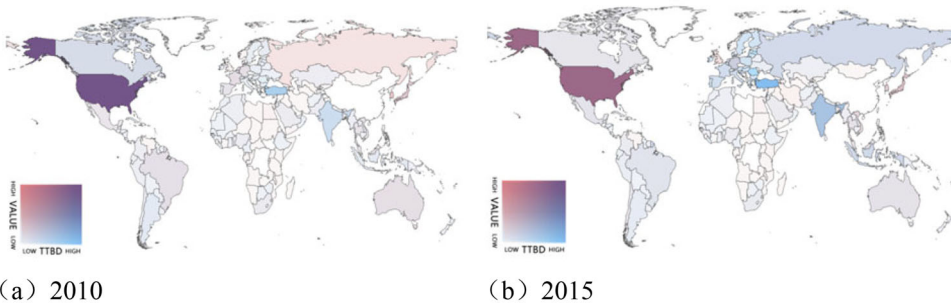 HIGH
VALUE
LOW
LOW TTBD HIGH
HIGH
VALUE
LOW
LOW TTBD HIGH
（a）2010
（b）2015